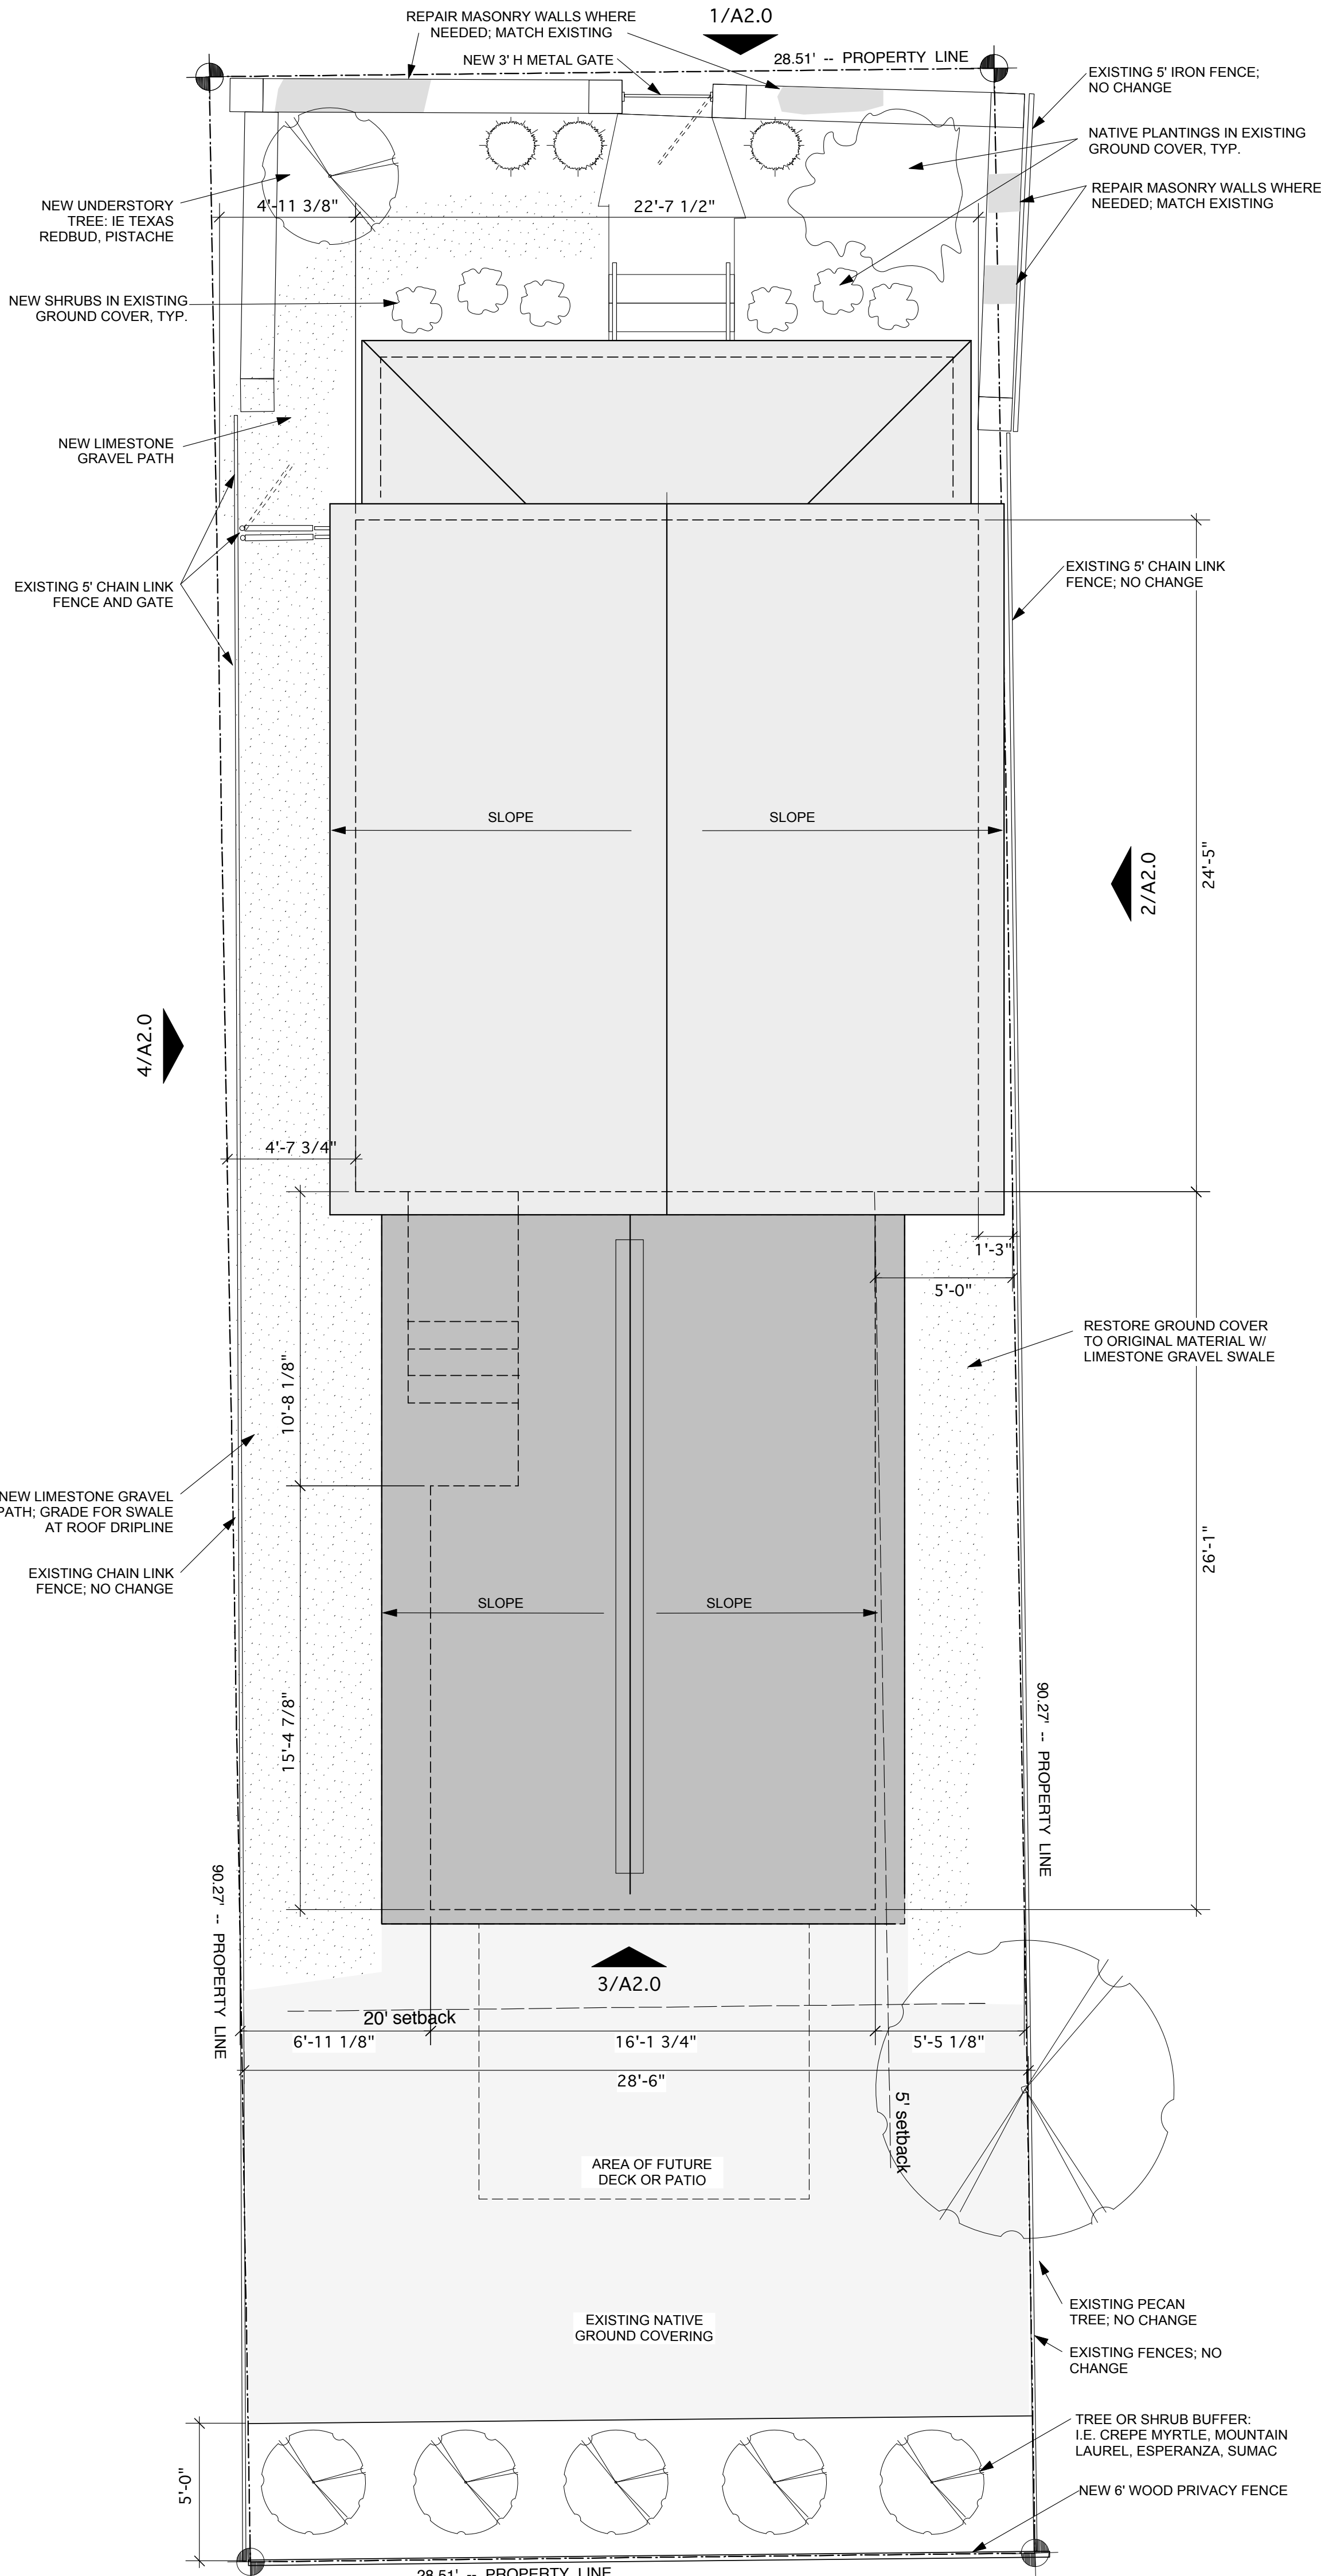 1/A2.0
REPAIR MASONRY WALLS WHERE
NEEDED; MATCH EXISTING
NEW 3' H METAL GATE
28.51' -- PROPERTY LINE
EXISTING 5' IRON FENCE;
NO CHANGE
NATIVE PLANTINGS IN EXISTING
GROUND COVER, TYP.
REPAIR MASONRY WALLS WHERE
NEEDED; MATCH EXISTING
NEW UNDERSTORY
TREE: IE TEXAS
REDBUD, PISTACHE
4'-11 3/8"
22'-7 1/2"
NEW SHRUBS IN EXISTING
GROUND COVER, TYP.
NEW LIMESTONE
GRAVEL PATH
EXISTING 5' CHAIN LINK
FENCE AND GATE
EXISTING 5' CHAIN LINK
FENCE; NO CHANGE
SLOPE
SLOPE
24'-5"
2/A2.0
4/A2.0
4'-7 3/4"
1'-3"
5'-0"
RESTORE GROUND COVER
TO ORIGINAL MATERIAL W/
LIMESTONE GRAVEL SWALE
10'-8 1/8"
NEW LIMESTONE GRAVEL
PATH; GRADE FOR SWALE
AT ROOF DRIPLINE
EXISTING CHAIN LINK
FENCE; NO CHANGE
26'-1"
SLOPE
SLOPE
15'-4 7/8"
90.27' -- PROPERTY LINE
90.27' -- PROPERTY LINE
3/A2.0
20' setback
6'-11 1/8"
16'-1 3/4"
5'-5 1/8"
28'-6"
5' setback
AREA OF FUTURE
DECK OR PATIO
EXISTING NATIVE
GROUND COVERING
EXISTING PECAN
TREE; NO CHANGE
EXISTING FENCES; NO
CHANGE
TREE OR SHRUB BUFFER:
I.E. CREPE MYRTLE, MOUNTAIN
LAUREL, ESPERANZA, SUMAC
5'-0"
NEW 6' WOOD PRIVACY FENCE
28.51' -- PROPERTY LINE